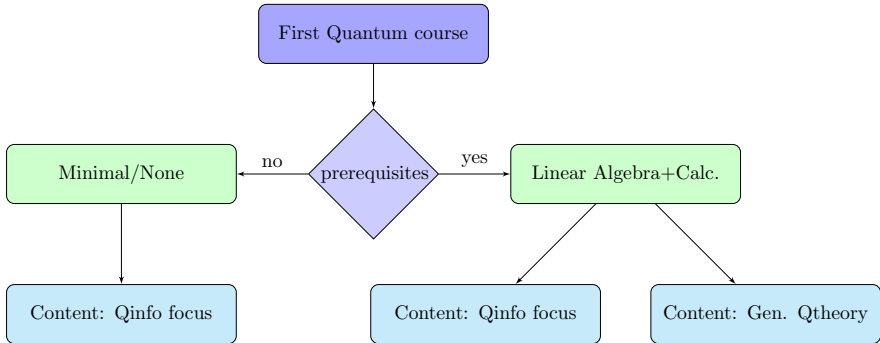 First Quantum course
no
yes
Minimal/None
prerequisites
Linear Algebra+Calc.
Content: Qinfo focus
Content: Qinfo focus
Content: Gen. Qtheory